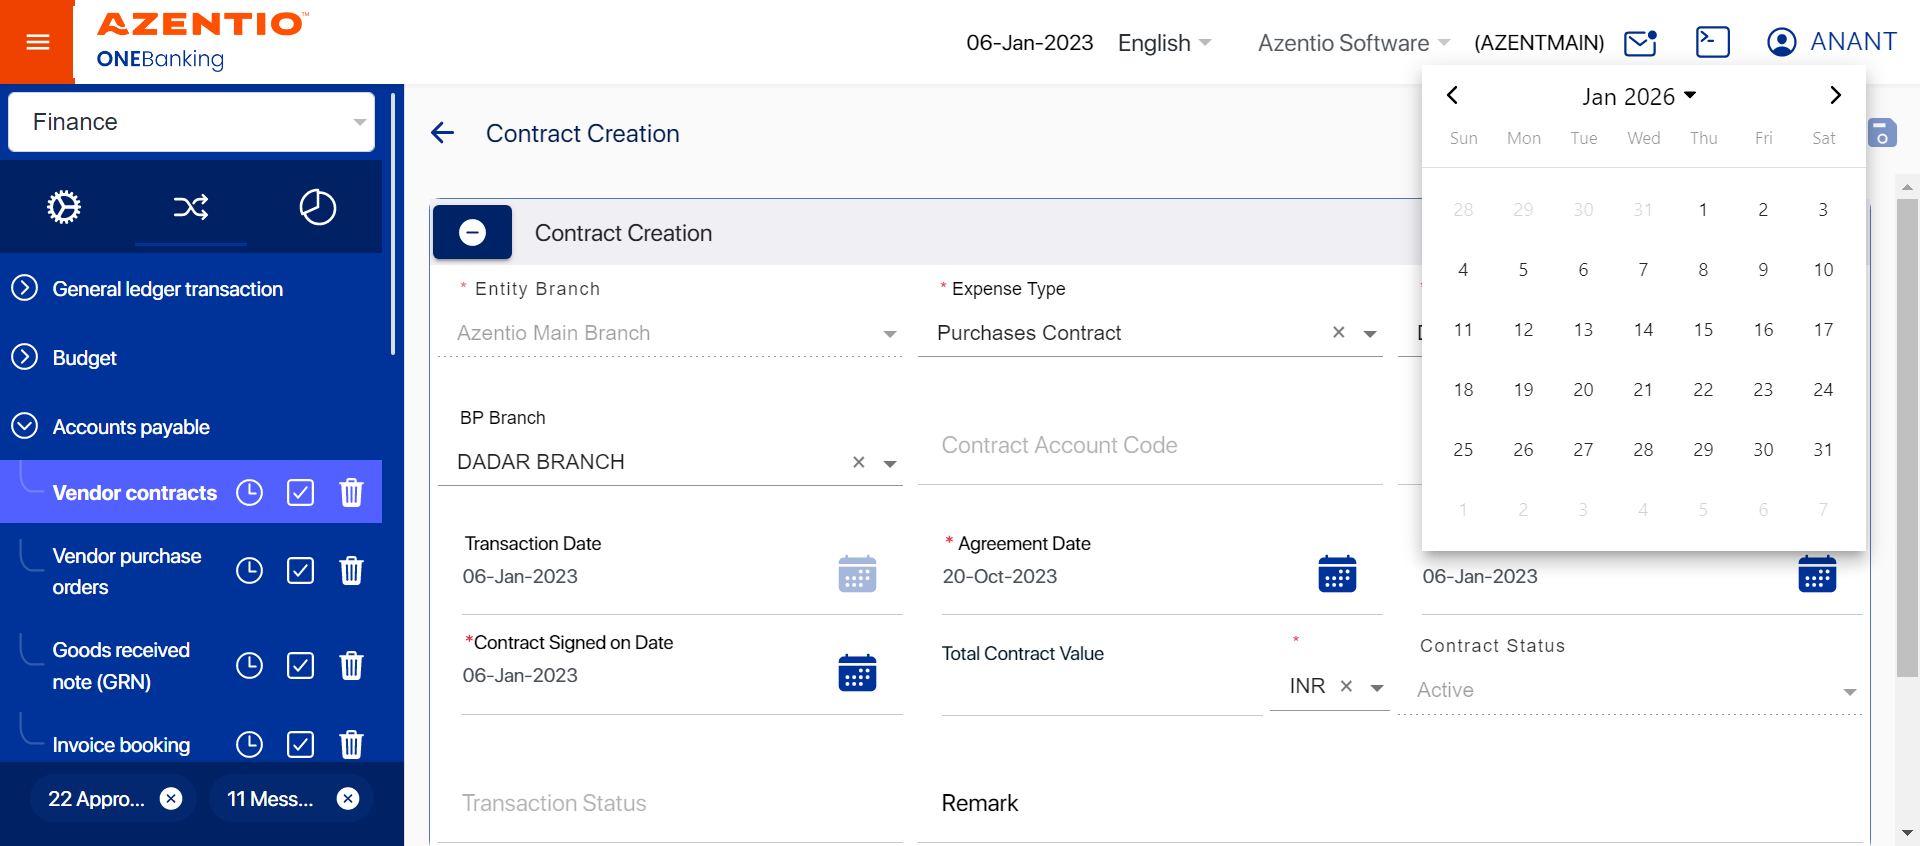 AZENTIO™
ONEBanking
06-Jan-2023 English Azentio Software (AZENTMAIN) ANANT
Finance
General ledger transaction
Budget
Accounts payable
Vendor contracts
Vendor purchase
orders
Goods received
note (GRN)
Invoice booking
22 Appro...
11 Mess...
Contract Creation
Contract Creation
* Entity Branch
Azentio Main Branch
* Expense Type
Purchases Contract
BP Branch
DADAR BRANCH
Contract Account Code
Transaction Date
06-Jan-2023
* Agreement Date
20-Oct-2023
06-Jan-2023
*Contract Signed on Date
06-Jan-2023
Total Contract Value
*
INR
Contract Status
Active
Transaction Status
Remark
Jan 2026
Sun Mon Tue Wed Thu Fri Sat
28 29 30 31 1 2 3
4 5 6 7 8 9 10
11 12 13 14 15 16 17
18 19 20 21 22 23 24
25 26 27 28 29 30 31
1 2 3 4 5 6 7